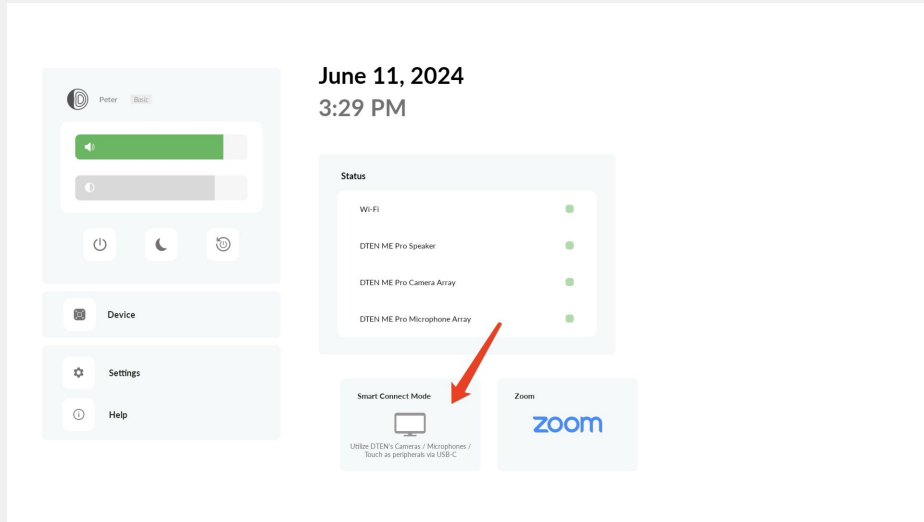 Peter Basic
Device
Settings
Help
June 11, 2024
3:29 PM
Status
Wi-Fi
DTEN ME Pro Speaker
DTEN ME Pro Camera Array
DTEN ME Pro Microphone Array
Smart Connect Mode
Utilize DTEN's Cameras / Microphones /
Touch as peripherals via USB-C
Zoom
zoom